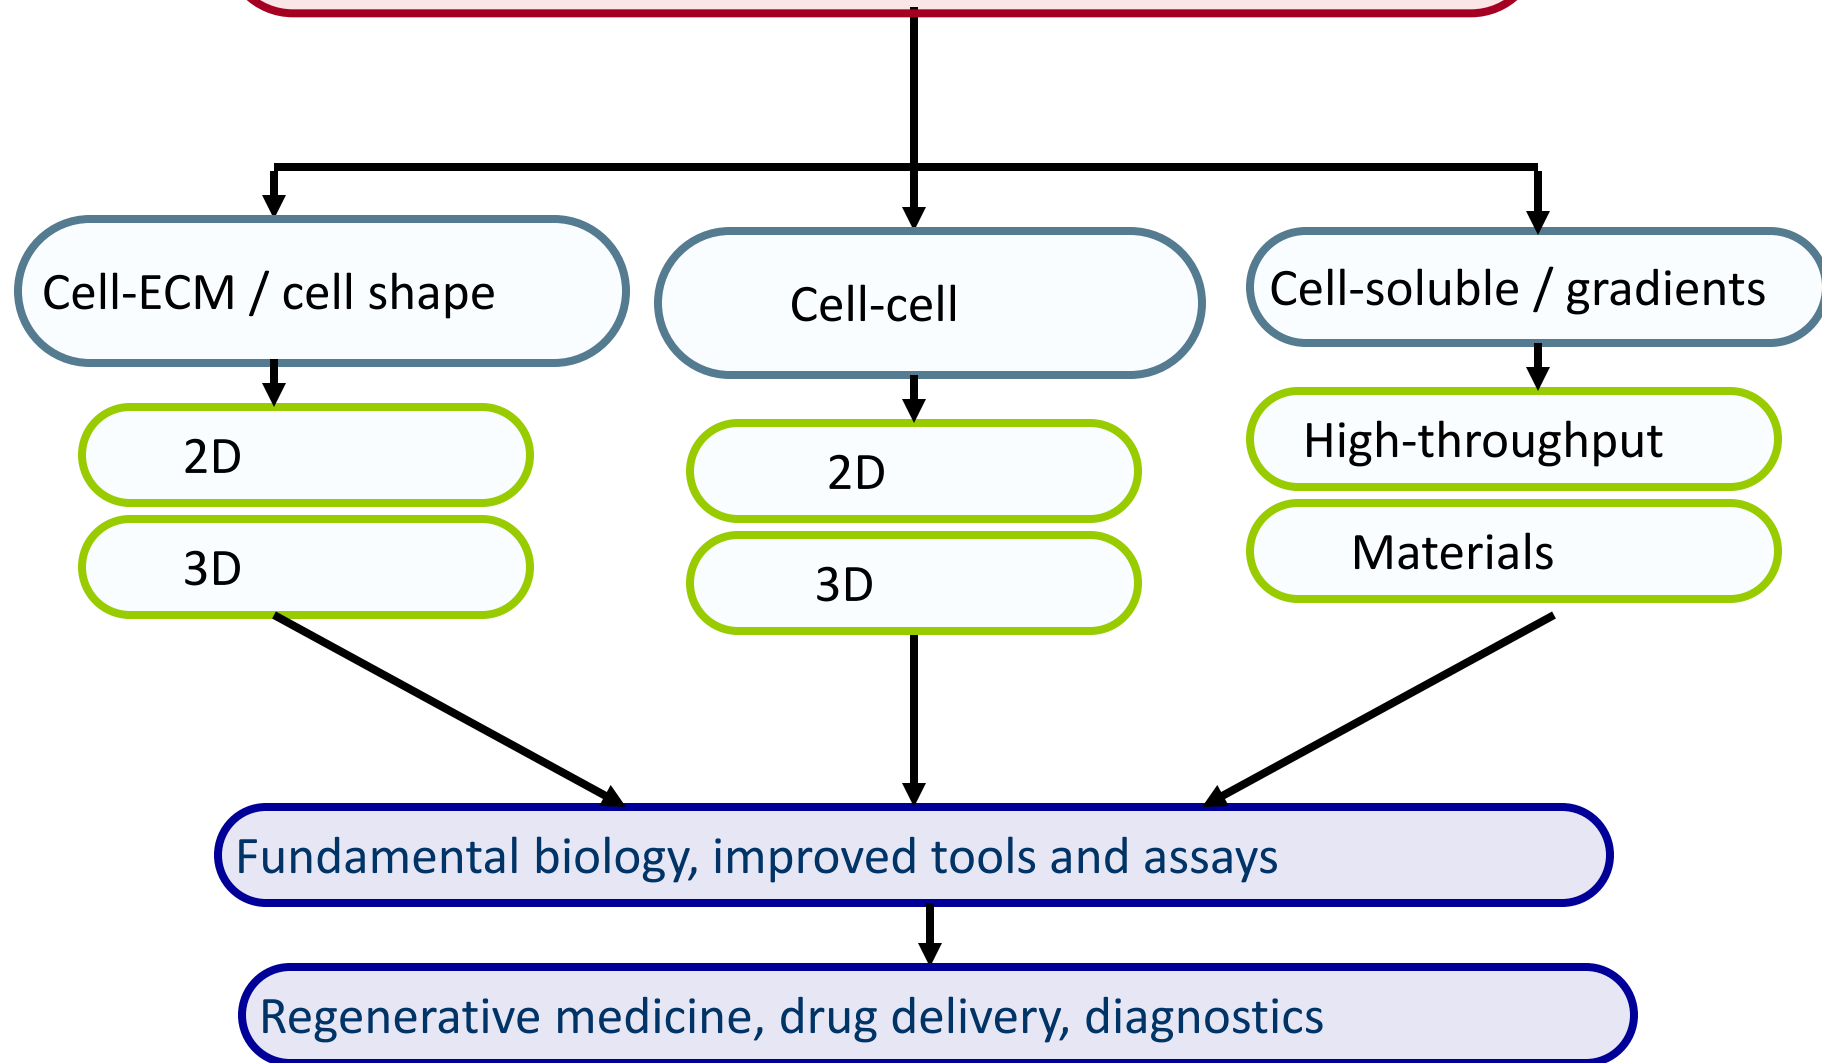 Cell-ECM / cell shape
Cell-cell
Cell-soluble / gradients
2D
2D
High-throughput
3D
3D
Materials
Fundamental biology, improved tools and assays
Regenerative medicine, drug delivery, diagnostics